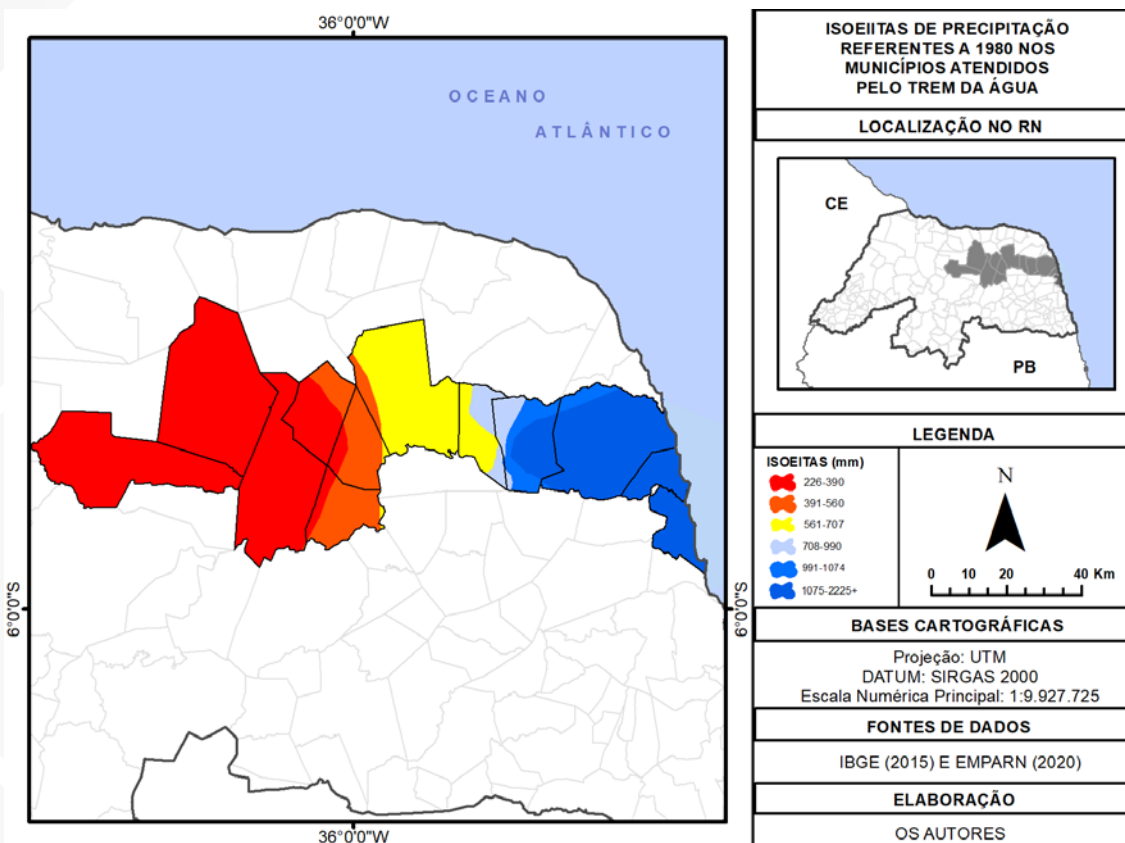 36°0'0"W
OCEANO
ATLÂNTICO
6°0'0"S
6°0'0"S
36°0'0"W
ISOEIITAS DE PRECIPITAÇÃO
REFERENTES A 1980 NOS
MUNICÍPIOS ATENDIDOS
PELO TREM DA ÁGUA
LOCALIZAÇÃO NO RN
CE
PB
LEGENDA
ISOEITAS (mm)
226-390
391-560
561-707
708-990
991-1074
1075-2225+
N
0 10 20 40 Km
BASES CARTOGRÁFICAS
Projeção: UTM
DATUM: SIRGAS 2000
Escala Numérica Principal: 1:9.927.725
FONTES DE DADOS
IBGE (2015) E EMPARN (2020)
ELABORAÇÃO
OS AUTORES